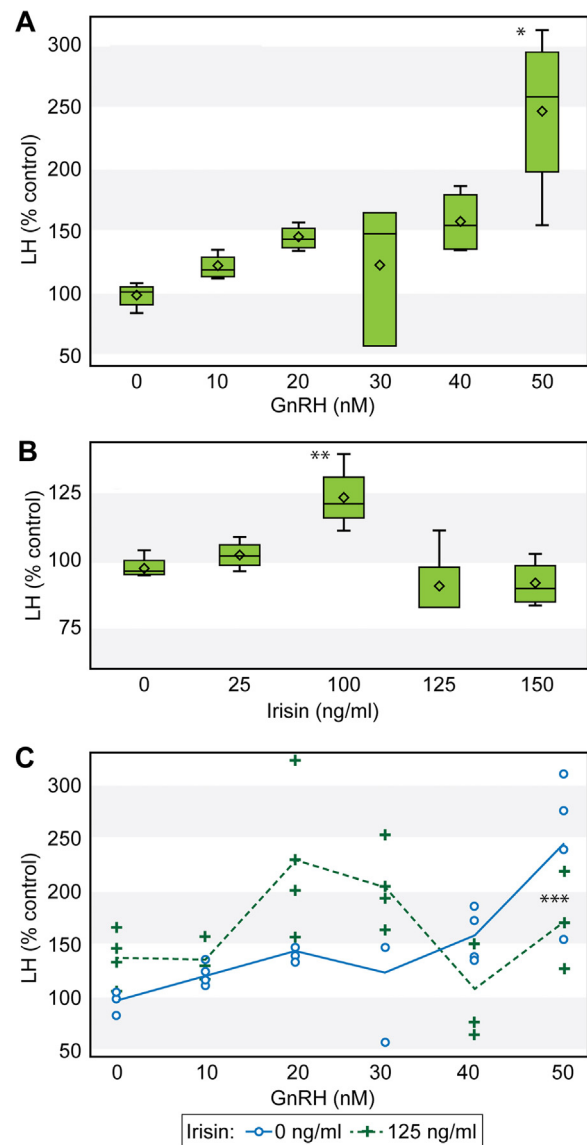 A
*
300
250
200
150
100
50
LH (% control)
0 10 20 30 40 50
GnRH (nM)
B
**
125
100
75
LH (% control)
0 25 100 125 150
Irisin (ng/ml)
C
300
250
200
150
100
50
LH (% control)
***
0 10 20 30 40 50
GnRH (nM)
Irisin: 0 ng/ml 125 ng/ml